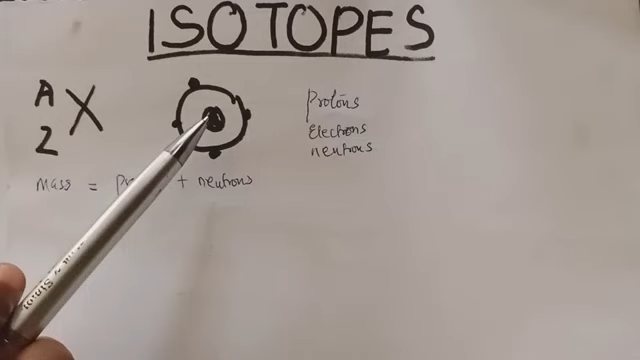 ISOTOPES
A X
Z
Protons
Electrons
neutrons
mass = + neutrons